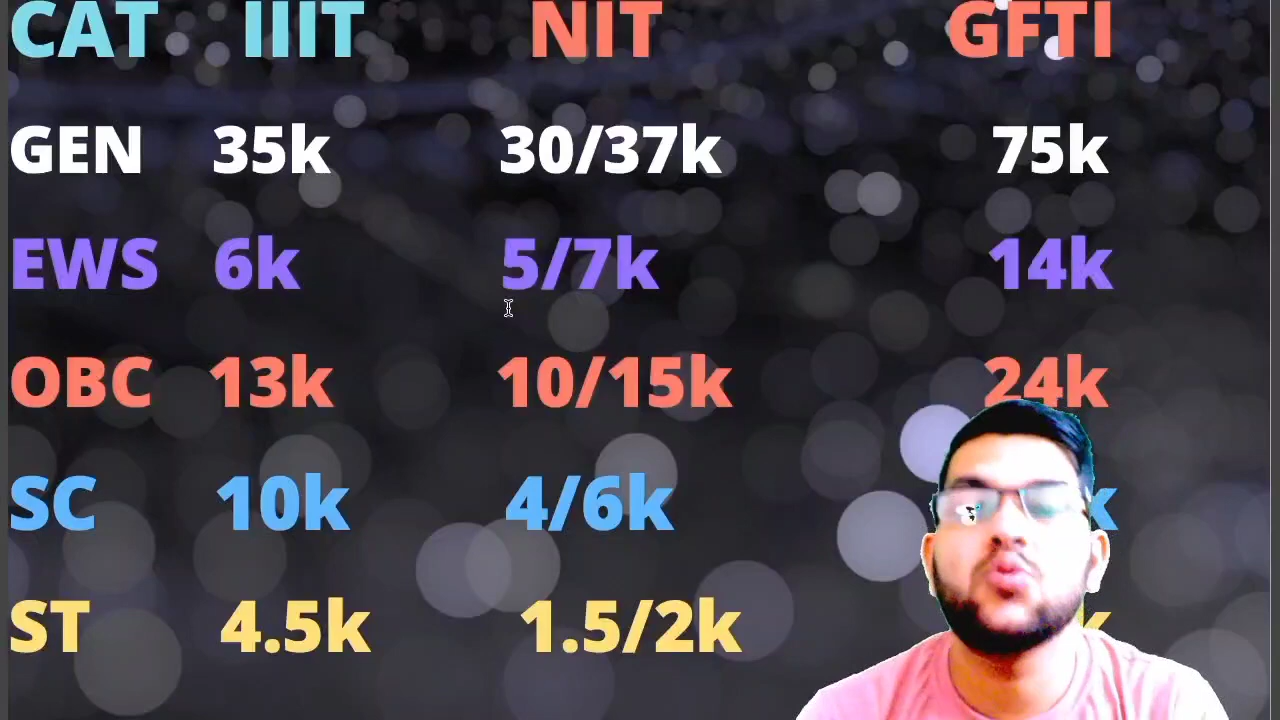 CAT IIIT NIT GFTI
GEN 35k 30/37k 75k
EWS 6k 5/7k 14k
OBC 13k 10/15k 24k
SC 10k 4/6k
ST 4.5k 1.5/2k